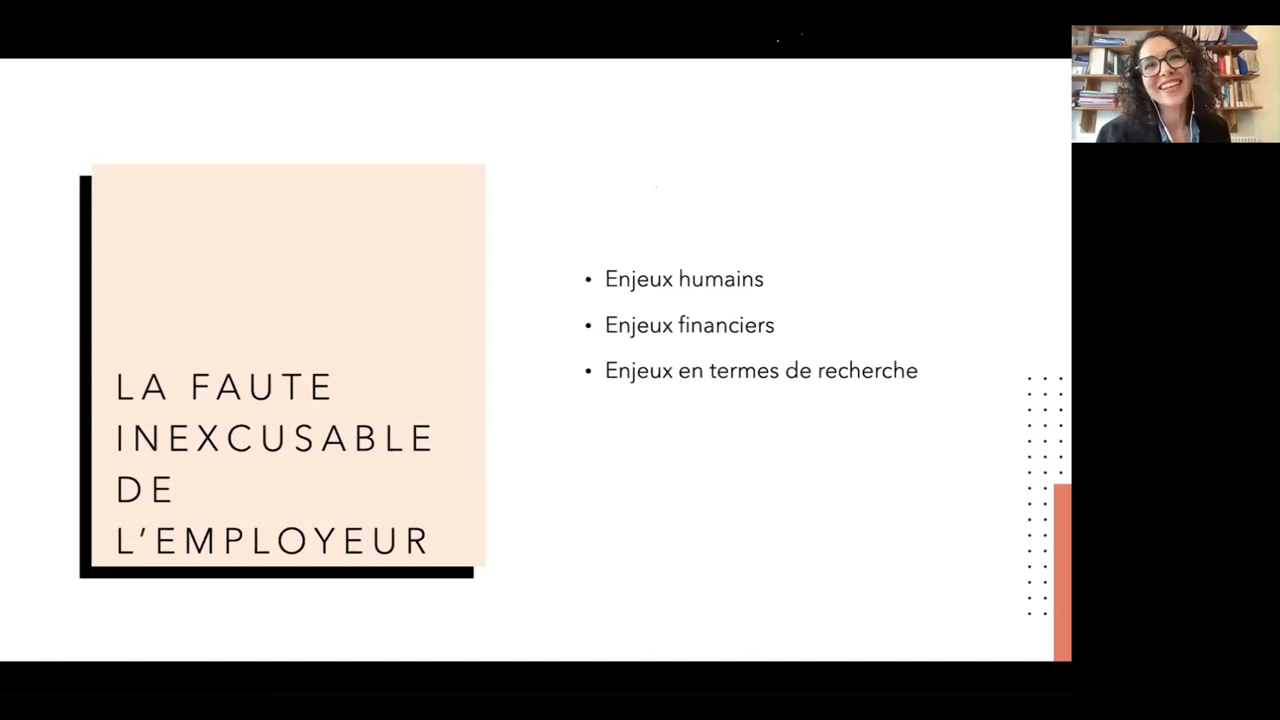 LA FAUTE
INEXCUSABLE
DE
L'EMPLOYEUR
• Enjeux humains
• Enjeux financiers
• Enjeux en termes de recherche